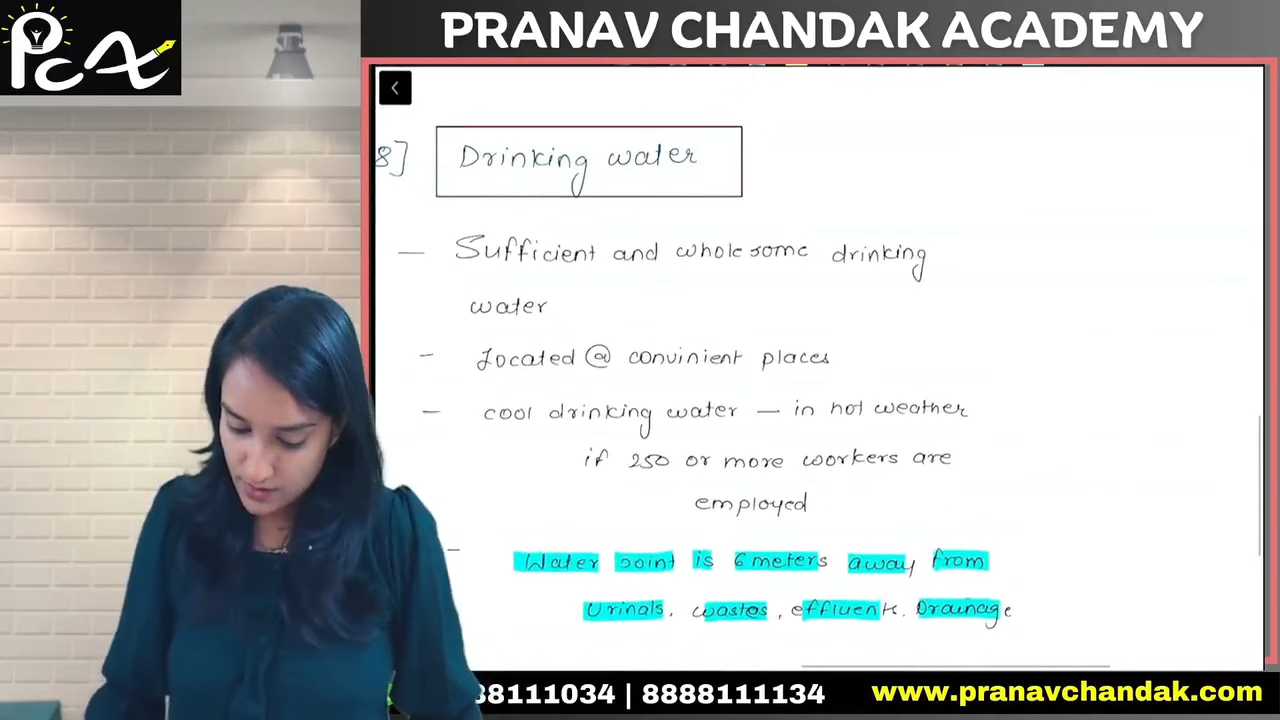 PCA
PRANAV CHANDAK ACADEMY
8] Drinking water
— Sufficient and wholesome drinking
water
- Located @ convinient places
- cool drinking water — in hot weather
if 250 or more workers are
employed
- Water point is 6 meters away from
Urinals, wastes, effluent, Drainage
88111034 | 8888111134
www.pranavchandak.com